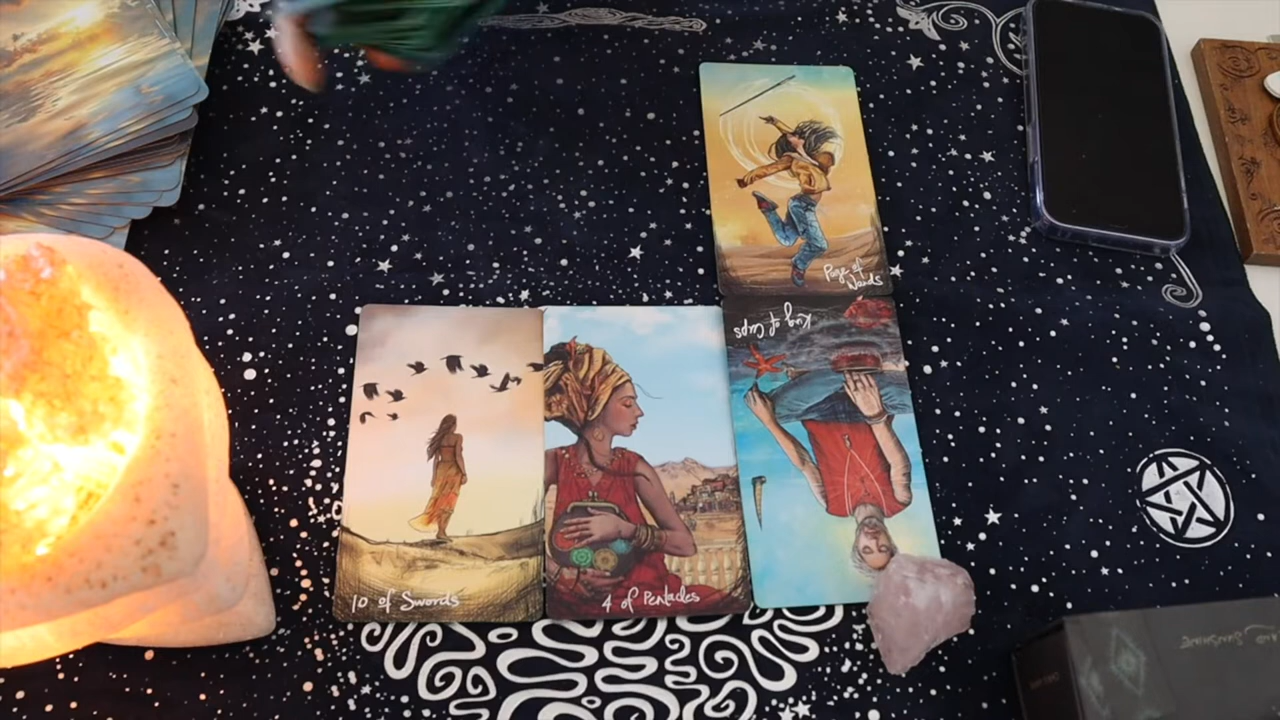 Page of
Wands
King of Cups
10 of Swords
4 of Pentacles